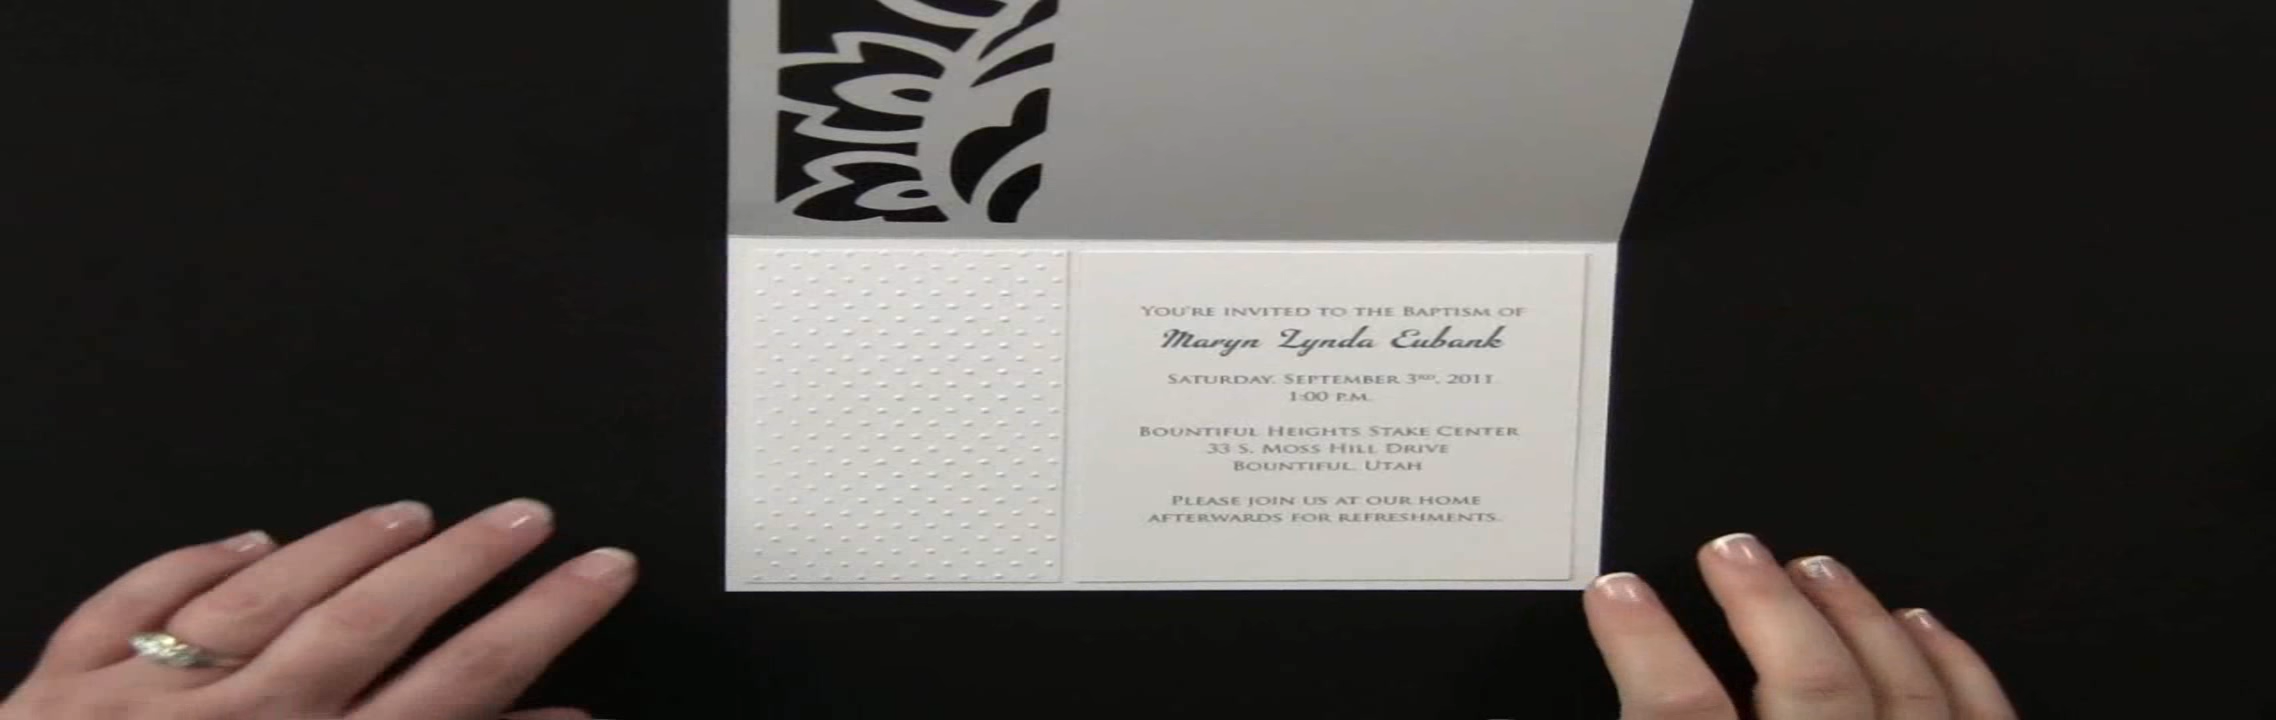 You're invited to the Baptism of
Maryn Lynda Eubank
Saturday, September 3rd, 2011
1:00 p.m.
Bountiful Heights Stake Center
33 S. Moss Hill Drive
Bountiful, Utah
Please join us at our home
afterwards for refreshments.